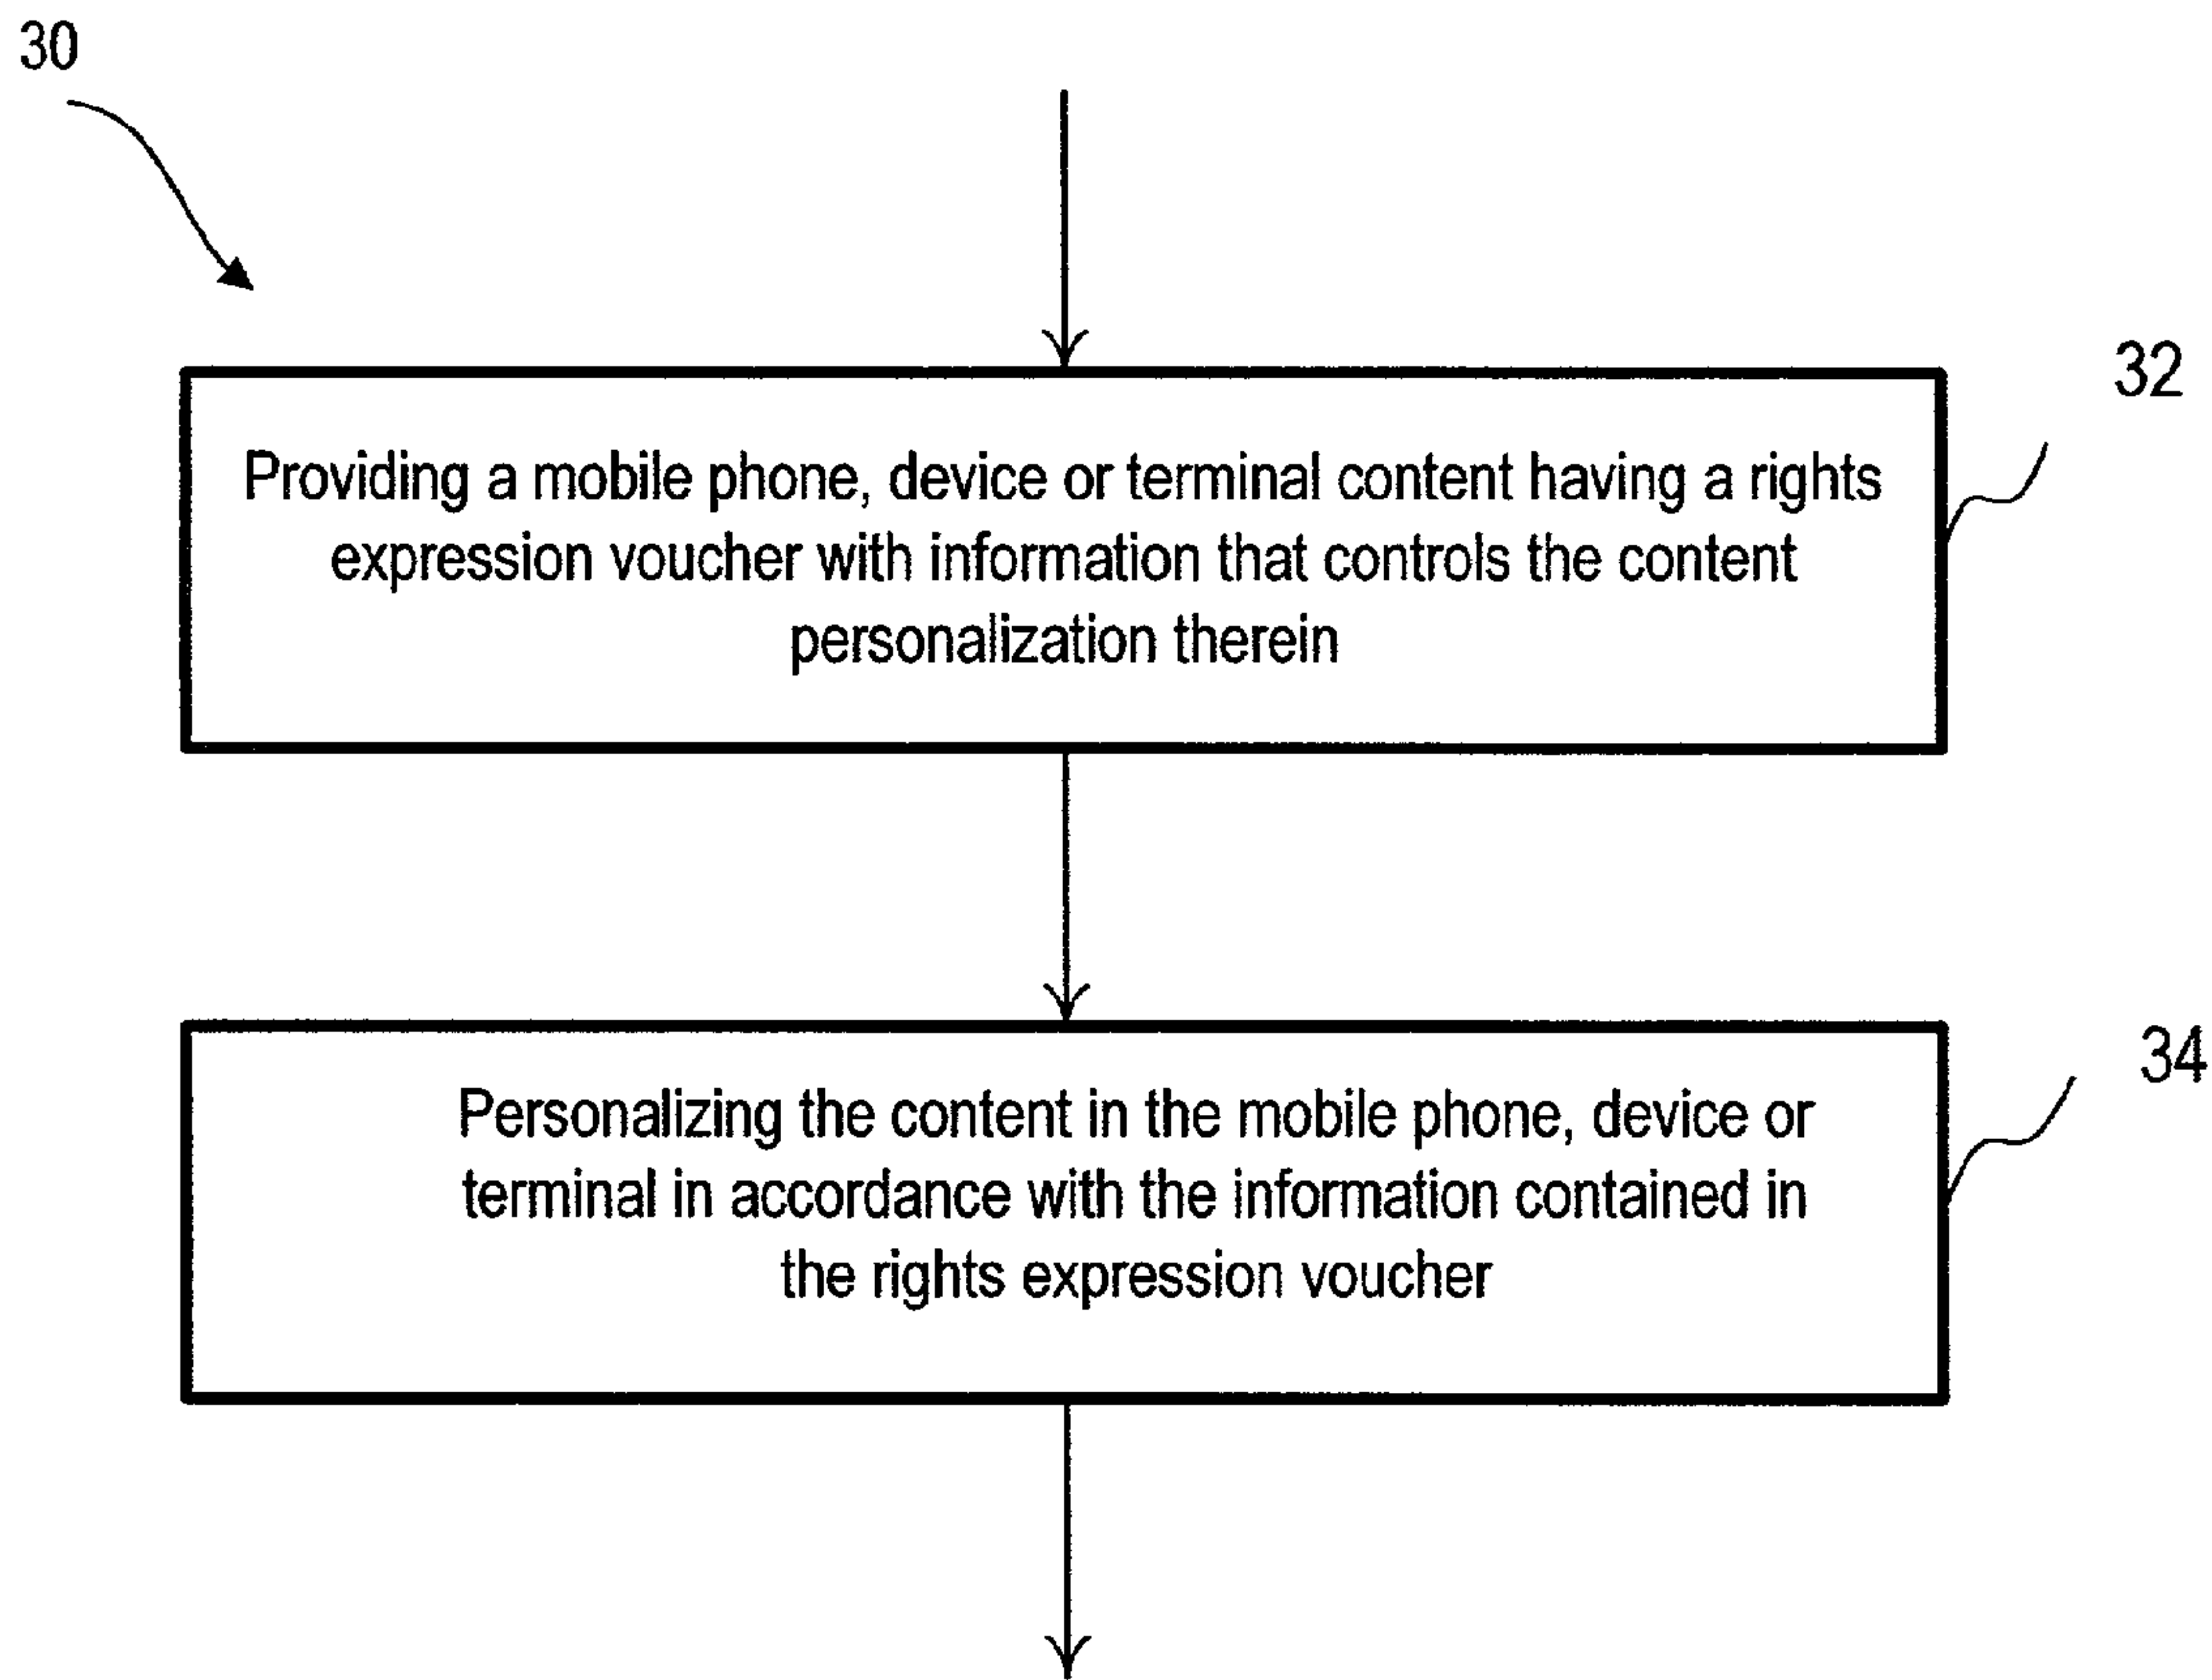 30
32
Providing a mobile phone, device or terminal content having a rights
expression voucher with information that controls the content
personalization therein
34
Personalizing the content in the mobile phone, device or
terminal in accordance with the information contained in
the rights expression voucher